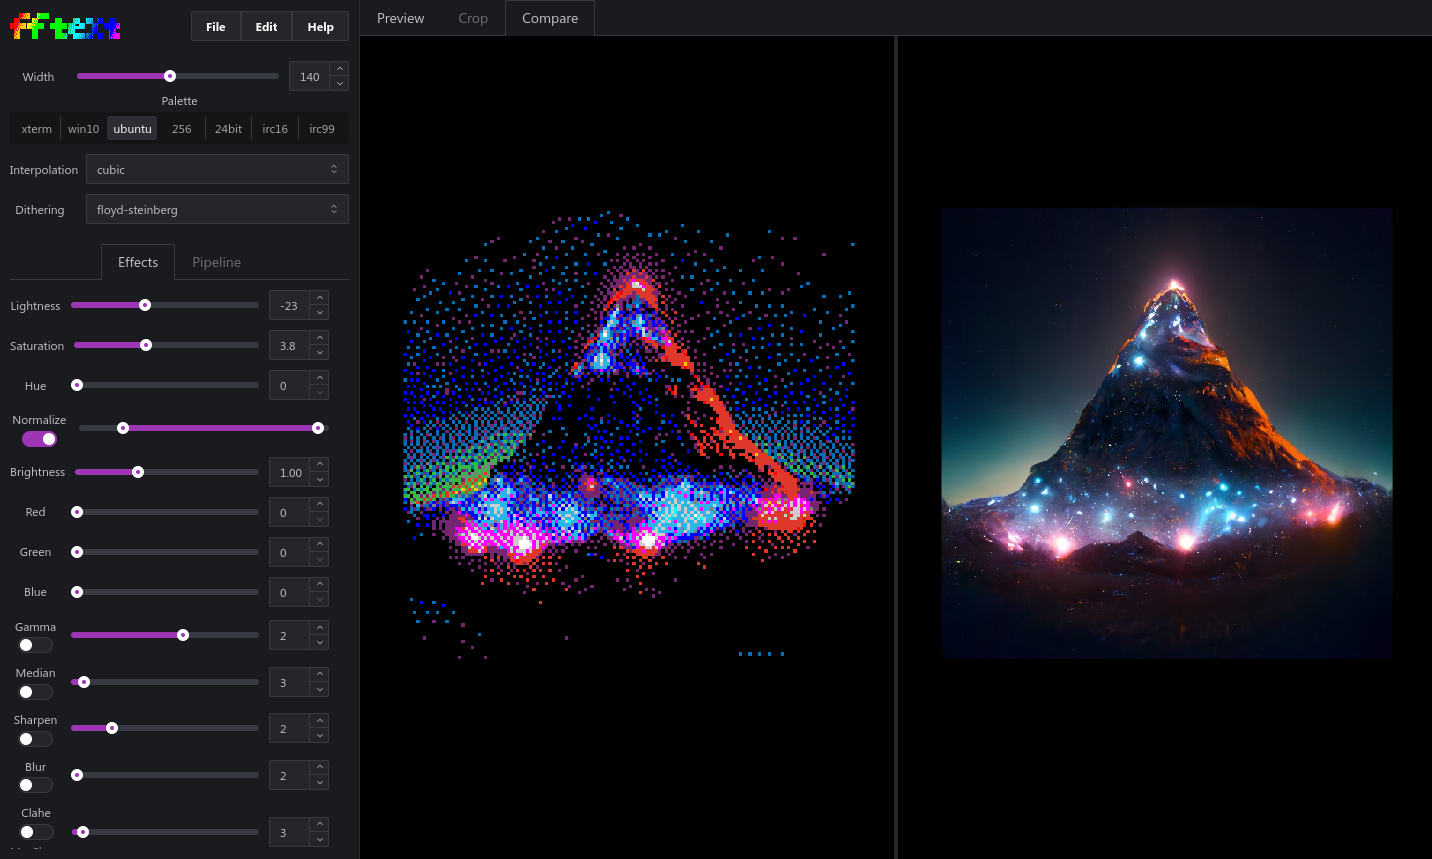 fftext
File Edit Help
Preview Crop Compare
Width 140
Palette
xterm win10 ubuntu 256 24bit irc16 irc99
Interpolation cubic
Dithering floyd-steinberg
Effects Pipeline
Lightness -23
Saturation 3.8
Hue 0
Normalize
Brightness 1.00
Red 0
Green 0
Blue 0
Gamma 2
Median 3
Sharpen 2
Blur 2
Clahe 3